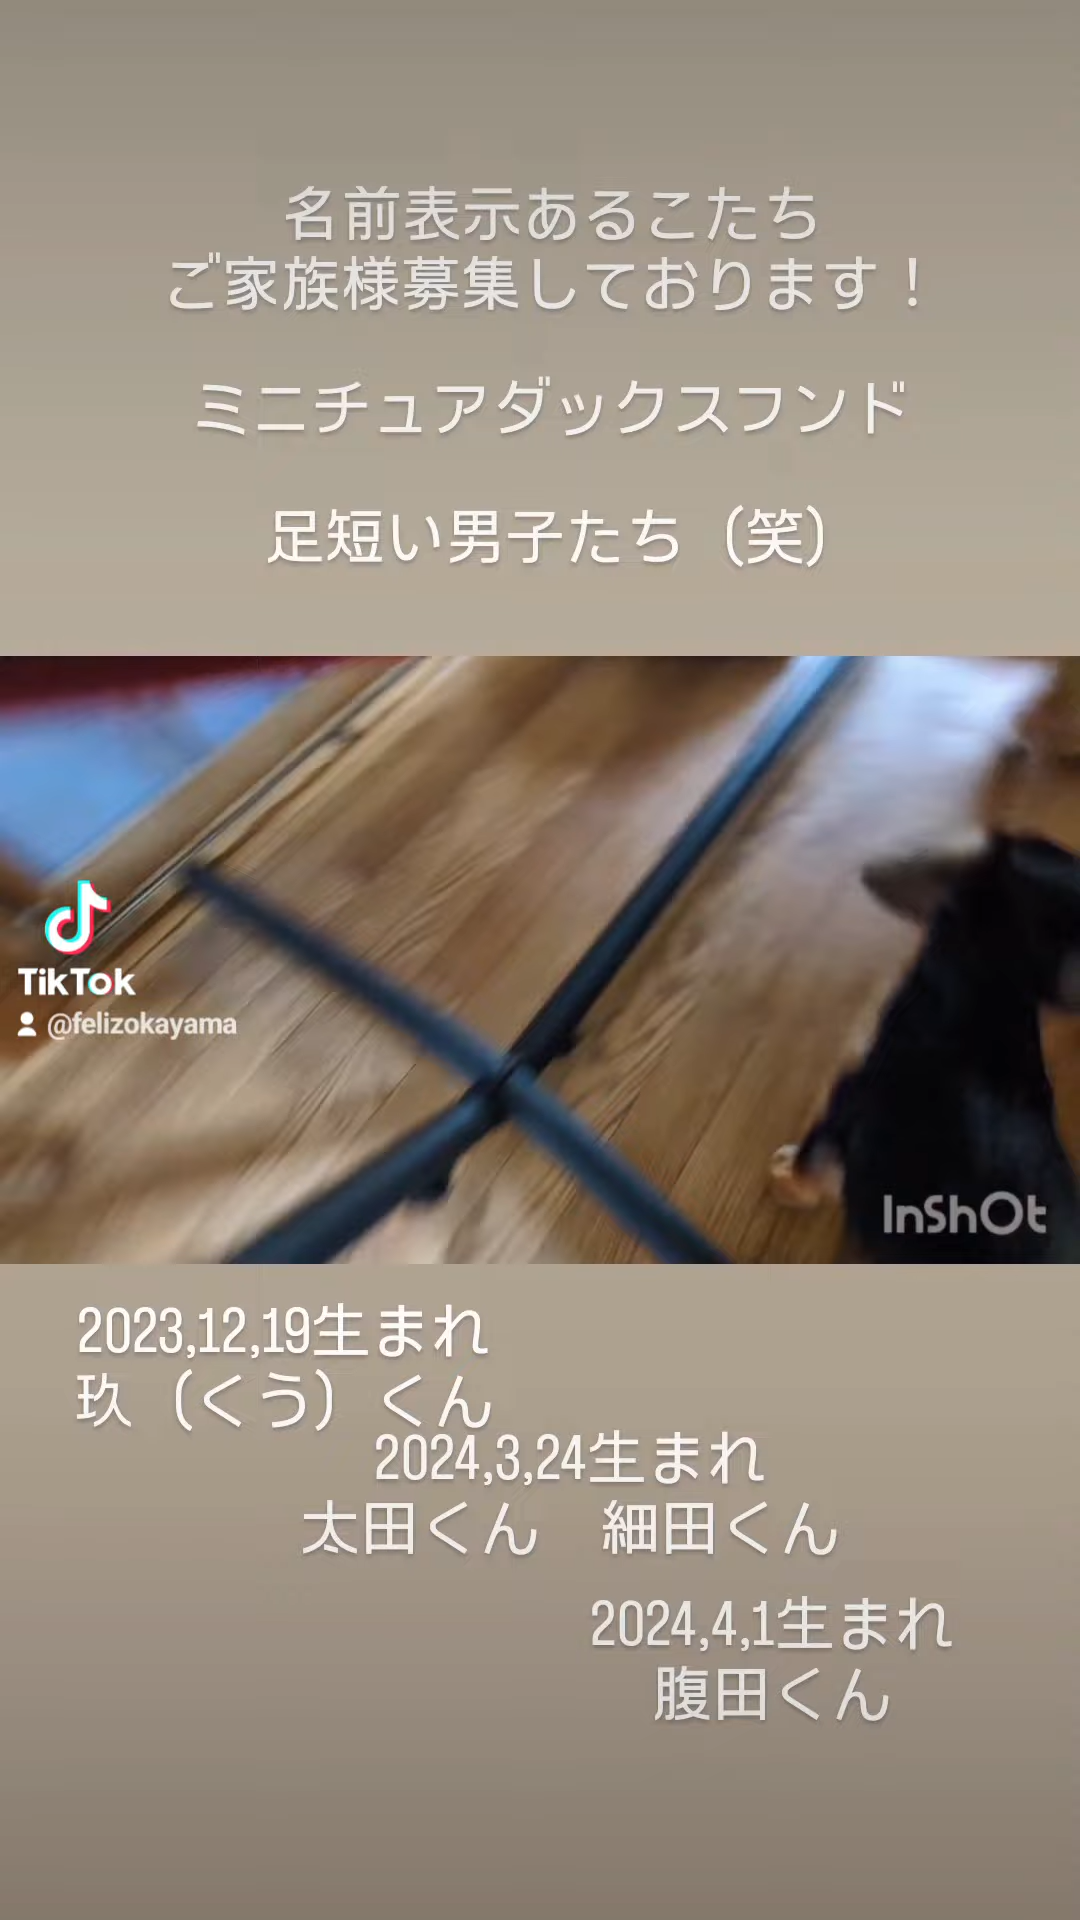 名前表示あるこたち
ご家族様募集しております！
ミニチュアダックスフンド
足短い男子たち（笑）
TikTok
@felizokayama
InShOt
2023,12,19生まれ
玖（くう）くん
2024,3,24生まれ
太田くん　細田くん
2024,4,1生まれ
腹田くん